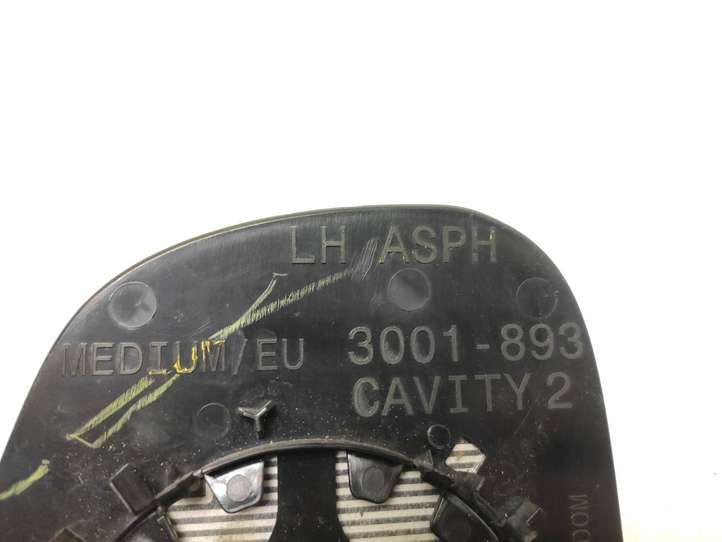 LH ASPH
MEDIUM/EU 3001-893
CAVITY 2